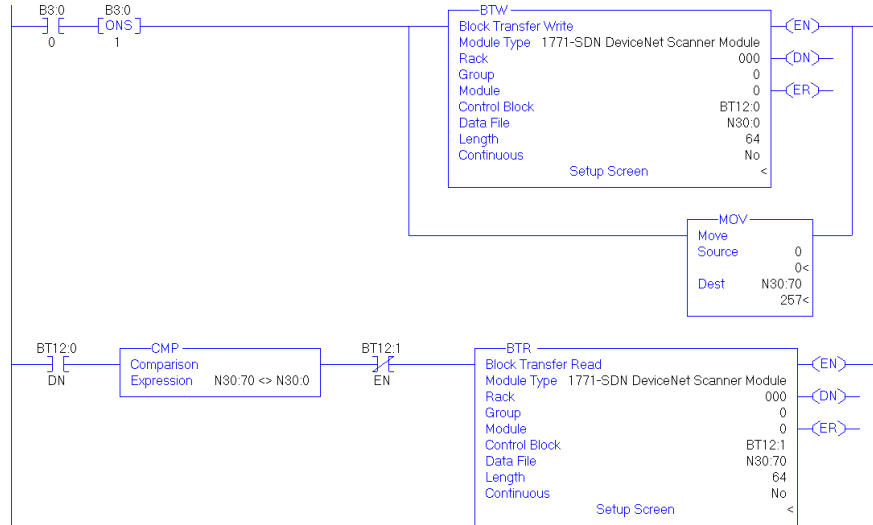 B3:0 B3:0
ONS
0 1
BTW
Block Transfer Write
Module Type 1771-SDN DeviceNet Scanner Module
Rack 000
Group 0
Module 0
Control Block BT12:0
Data File N30:0
Length 64
Continuous No
Setup Screen <
EN
DN
ER
MOV
Move
Source 0
0<
Dest N30:70
257<
BT12:0
DN
CMP
Comparison
Expression N30:70 <> N30:0
BT12:1
EN
BTR
Block Transfer Read
Module Type 1771-SDN DeviceNet Scanner Module
Rack 000
Group 0
Module 0
Control Block BT12:1
Data File N30:70
Length 64
Continuous No
Setup Screen <
EN
DN
ER